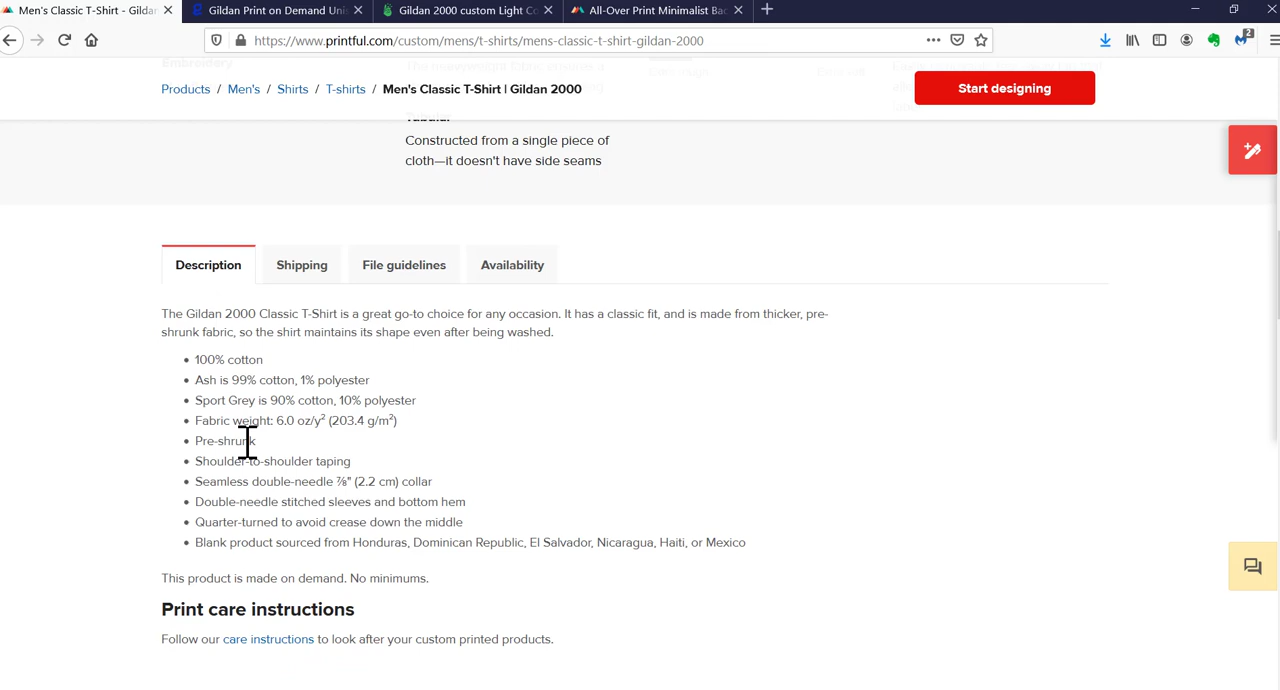 Men's Classic T-Shirt - Gildan
Gildan Print on Demand Uni
Gildan 2000 custom Light Co
All-Over Print Minimalist Bac
https://www.printful.com/custom/mens/t-shirts/mens-classic-t-shirt-gildan-2000
2
Embroidery
Products / Men's / Shirts / T-shirts / Men's Classic T-Shirt | Gildan 2000
Start designing
Tubular
Constructed from a single piece of
cloth—it doesn't have side seams
Description
Shipping
File guidelines
Availability
The Gildan 2000 Classic T-Shirt is a great go-to choice for any occasion. It has a classic fit, and is made from thicker, pre-
shrunk fabric, so the shirt maintains its shape even after being washed.
• 100% cotton
• Ash is 99% cotton, 1% polyester
• Sport Grey is 90% cotton, 10% polyester
• Fabric weight: 6.0 oz/y² (203.4 g/m²)
• Pre-shrunk
• Shoulder-to-shoulder taping
• Seamless double-needle ⅞" (2.2 cm) collar
• Double-needle stitched sleeves and bottom hem
• Quarter-turned to avoid crease down the middle
• Blank product sourced from Honduras, Dominican Republic, El Salvador, Nicaragua, Haiti, or Mexico
This product is made on demand. No minimums.
Print care instructions
Follow our care instructions to look after your custom printed products.